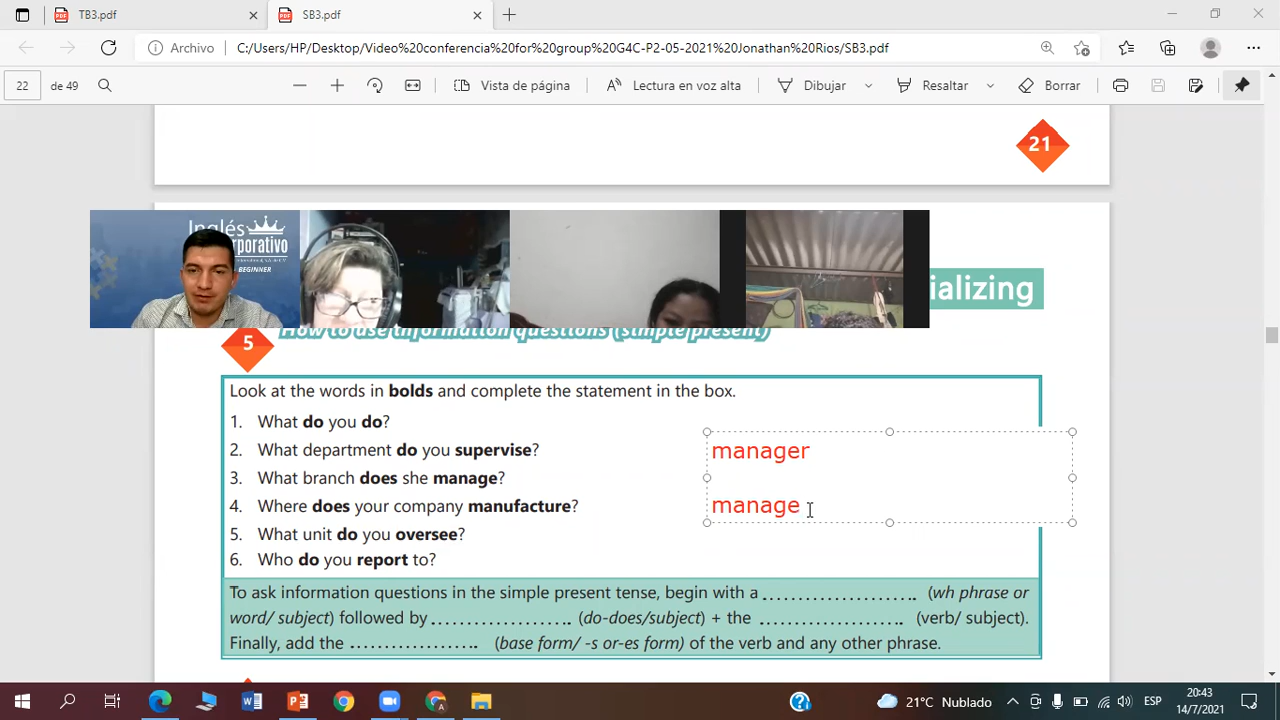 TB3.pdf
SB3.pdf
Archivo
C:/Users/HP/Desktop/Video%20conferencia%20for%20group%20G4C-P2-05-2021%20Jonathan%20Rios/SB3.pdf
22 de 49
Vista de página
Lectura en voz alta
Dibujar
Resaltar
Borrar
21
Inglés
BEGINNER
ializing
5
How to use information questions (simple present)
Look at the words in bolds and complete the statement in the box.
1. What do you do?
2. What department do you supervise?
3. What branch does she manage?
4. Where does your company manufacture?
5. What unit do you oversee?
6. Who do you report to?
manager
manage
To ask information questions in the simple present tense, begin with a ...................... (wh phrase or
word/ subject) followed by .................... (do-does/subject) + the .................... (verb/ subject).
Finally, add the .................. (base form/ -s or-es form) of the verb and any other phrase.
21°C Nublado
ESP
20:43
14/7/2021